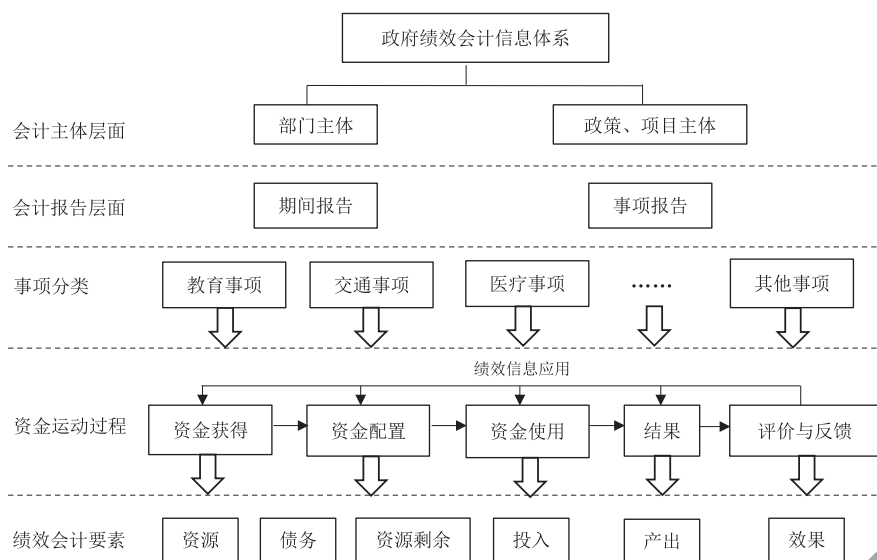 政府绩效会计信息体系
会计主体层面
部门主体
政策、项目主体
会计报告层面
期间报告
事项报告
事项分类
教育事项
交通事项
医疗事项
……
其他事项
绩效信息应用
资金运动过程
资金获得
资金配置
资金使用
结果
评价与反馈
绩效会计要素
资源
债务
资源剩余
投入
产出
效果